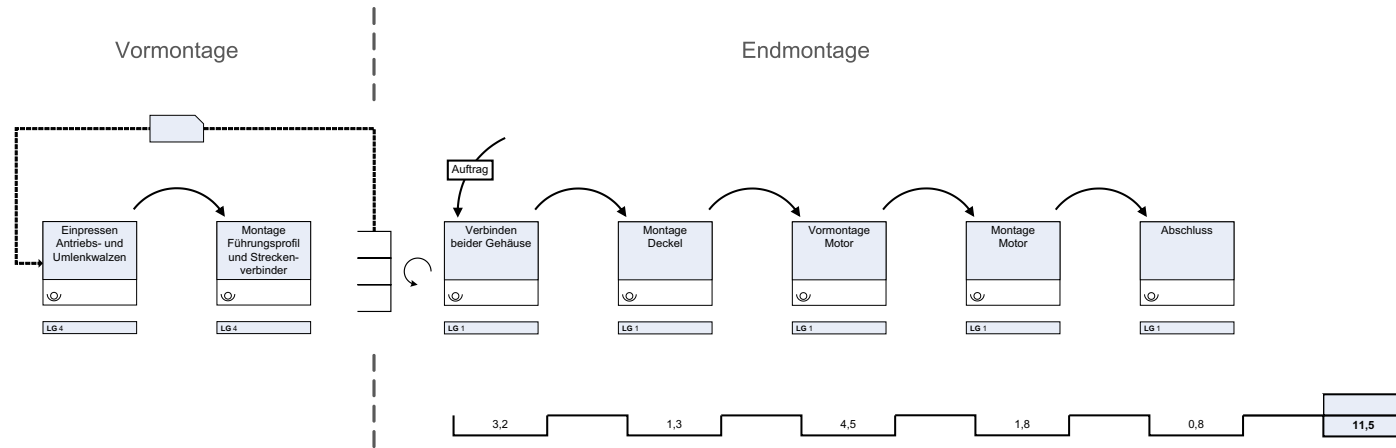 Vormontage
Endmontage
Auftrag
Einpressen
Antriebs- und
Umlenkwalzen
Montage
Führungsprofil
und Strecken-
verbinder
Verbinden
beider Gehäuse
Montage
Deckel
Vormontage
Motor
Montage
Motor
Abschluss
LG 4
LG 4
LG 1
LG 1
LG 1
LG 1
LG 1
3,2
1,3
4,5
1,8
0,8
11,5